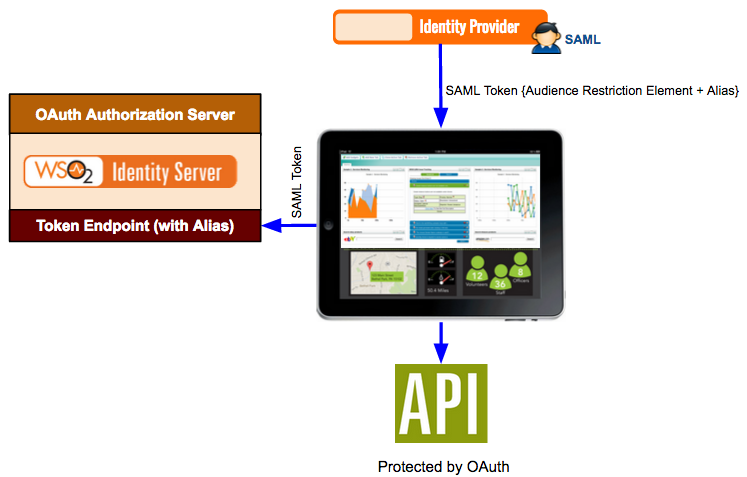 Identity Provider
SAML
SAML Token {Audience Restriction Element + Alias}
OAuth Authorization Server
WSO2 Identity Server
Token Endpoint (with Alias)
SAML Token
12
Volunteers
36
Staff
8
Officers
API
Protected by OAuth